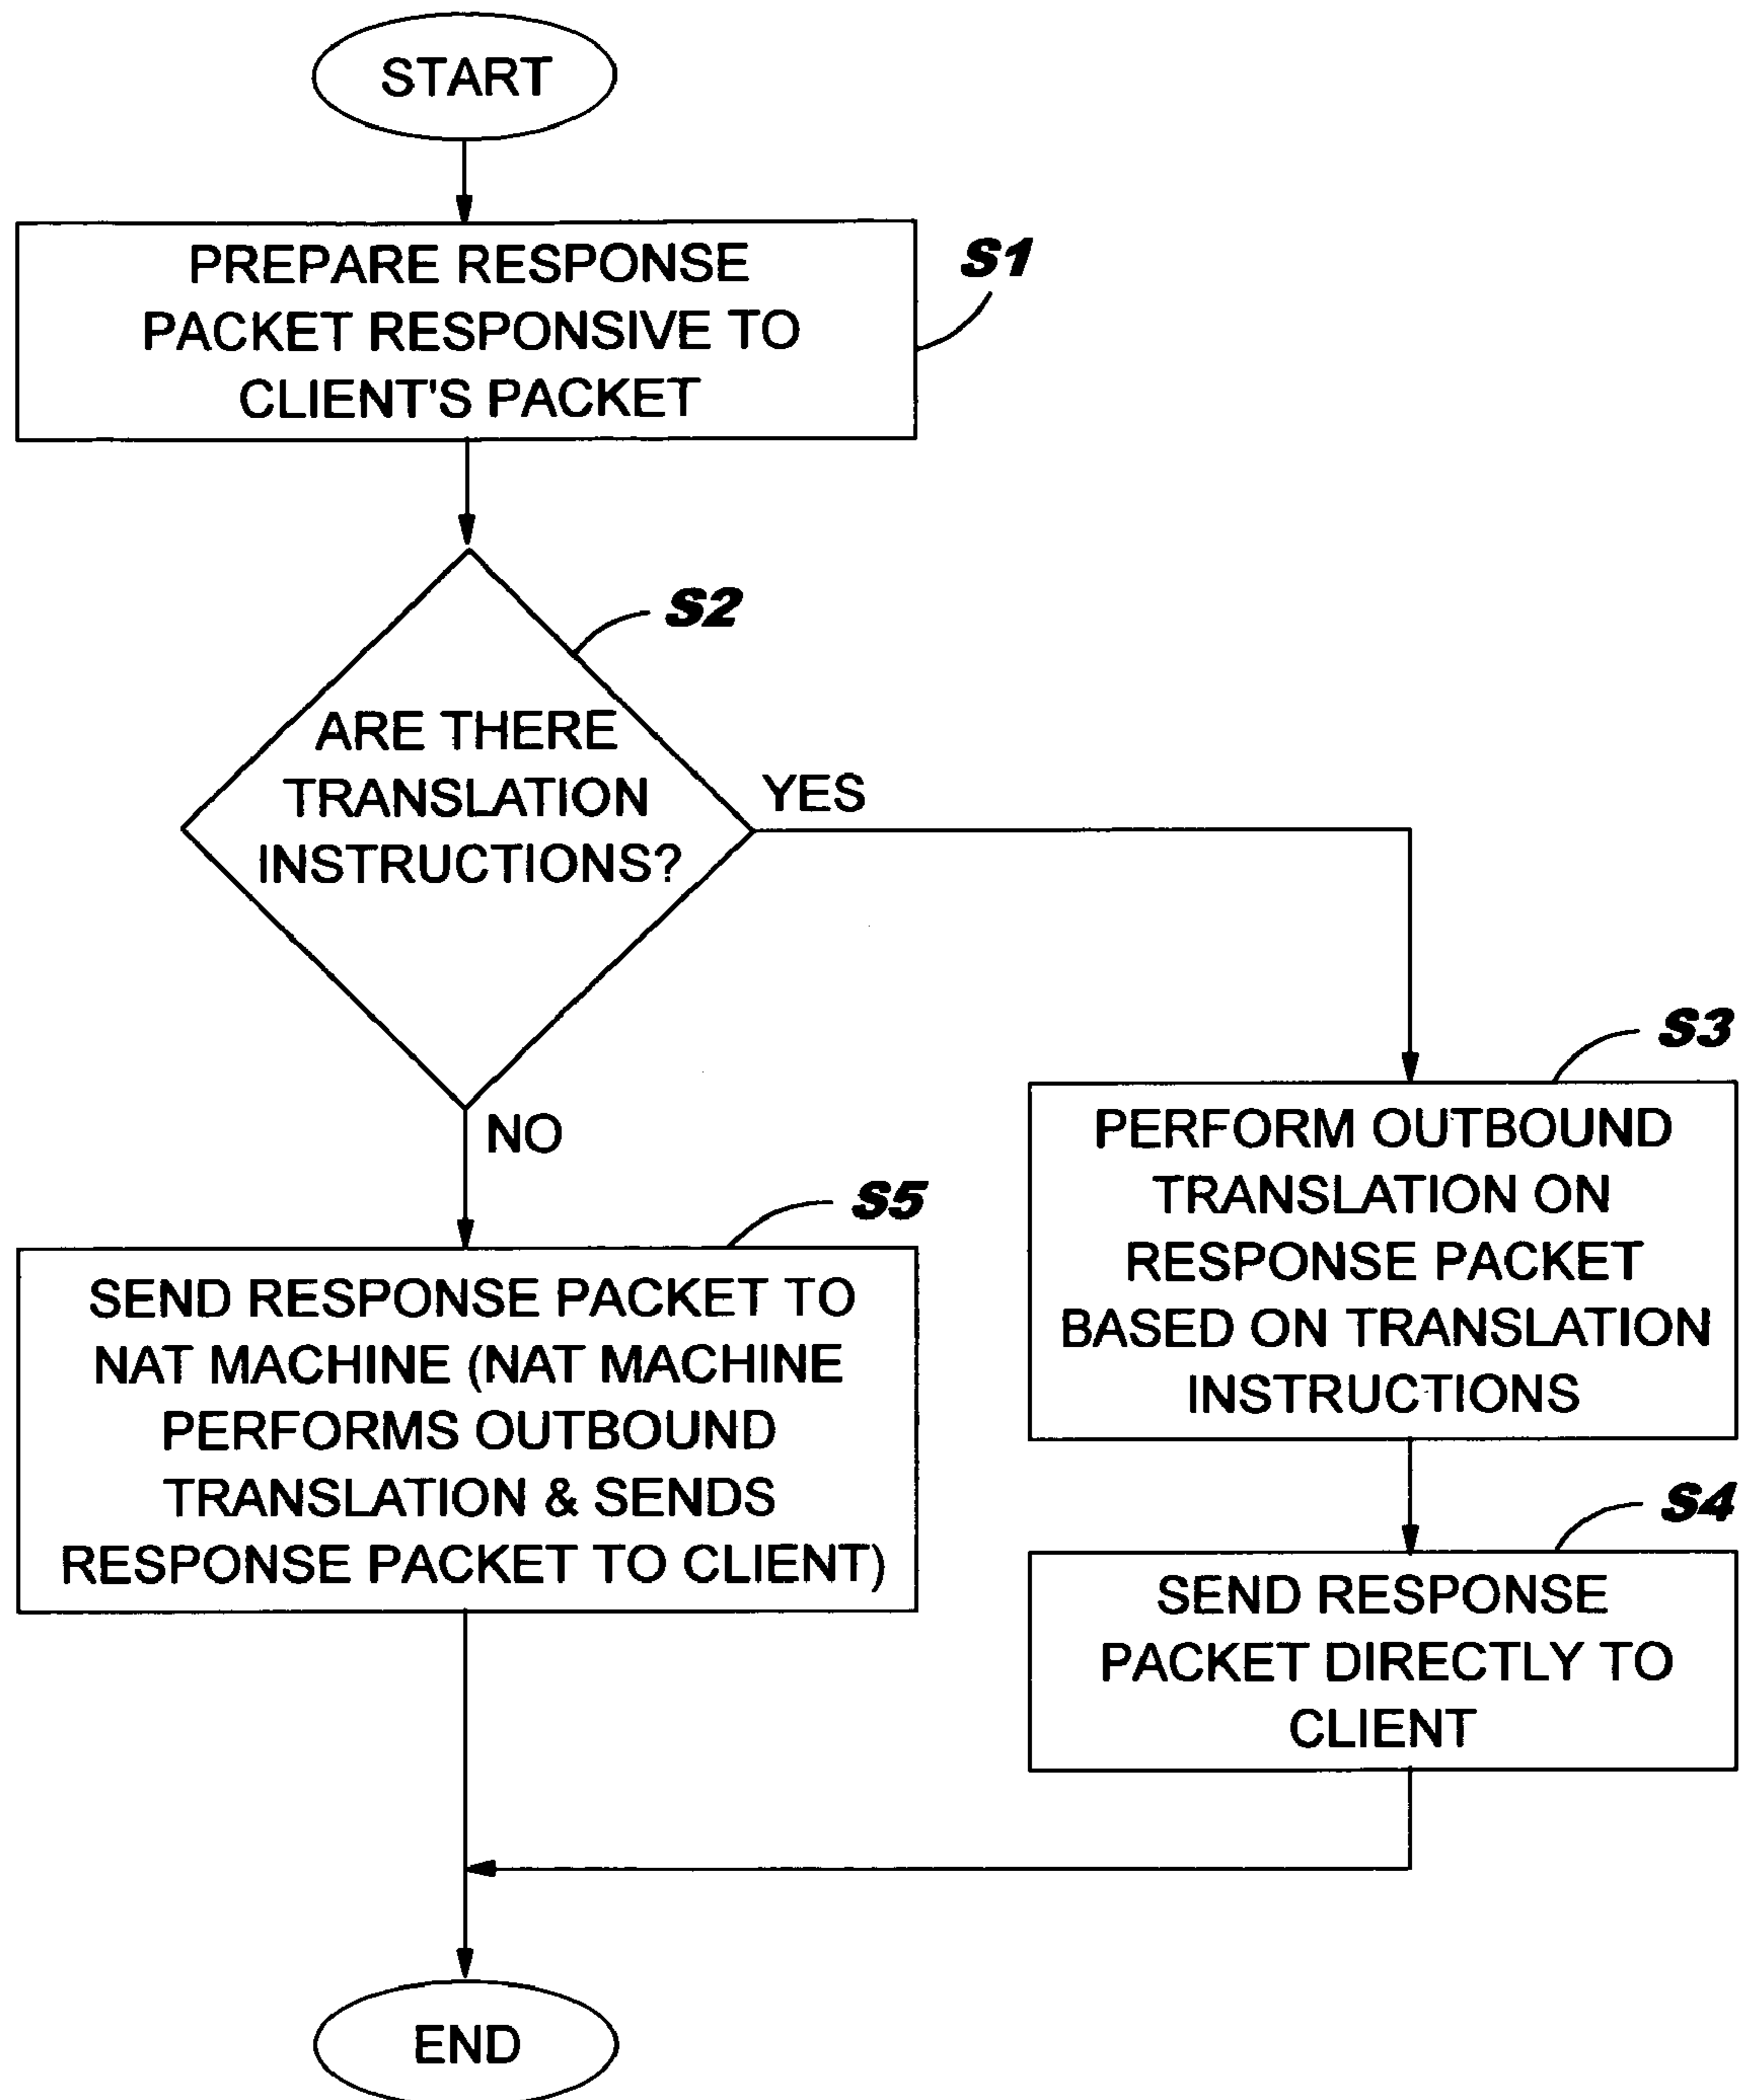 START
PREPARE RESPONSE
PACKET RESPONSIVE TO
CLIENT'S PACKET
S1
S2
ARE THERE
TRANSLATION
INSTRUCTIONS?
YES
NO
S3
PERFORM OUTBOUND
TRANSLATION ON
RESPONSE PACKET
BASED ON TRANSLATION
INSTRUCTIONS
S5
SEND RESPONSE PACKET TO
NAT MACHINE (NAT MACHINE
PERFORMS OUTBOUND
TRANSLATION & SENDS
RESPONSE PACKET TO CLIENT)
S4
SEND RESPONSE
PACKET DIRECTLY TO
CLIENT
END